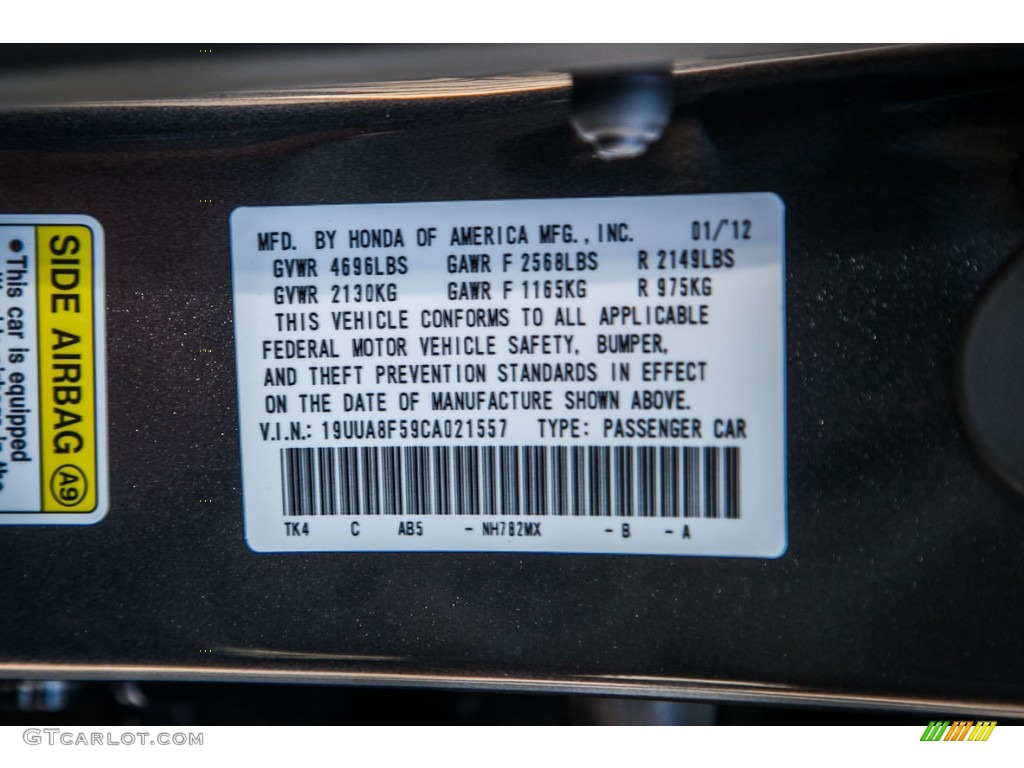 MFD. BY HONDA OF AMERICA MFG., INC. 01/'12
GVWR 4696LBS GAWR F 2568LBS R 2149LBS
GVWR 2130KG GAWR F 1165KG R 975KG
THIS VEHICLE CONFORMS TO ALL APPLICABLE
FEDERAL MOTOR VEHICLE SAFETY, BUMPER,
AND THEFT PREVENTION STANDARDS IN EFFECT
ON THE DATE OF MANUFACTURE SHOWN ABOVE.
V.I.N.: 19UUA8F59CA021557 TYPE: PASSENGER CAR
TK4 C AB5 - NH782MX - B - A
SIDE AIRBAG A9
• This car is equipped
GTCARLOT.COM